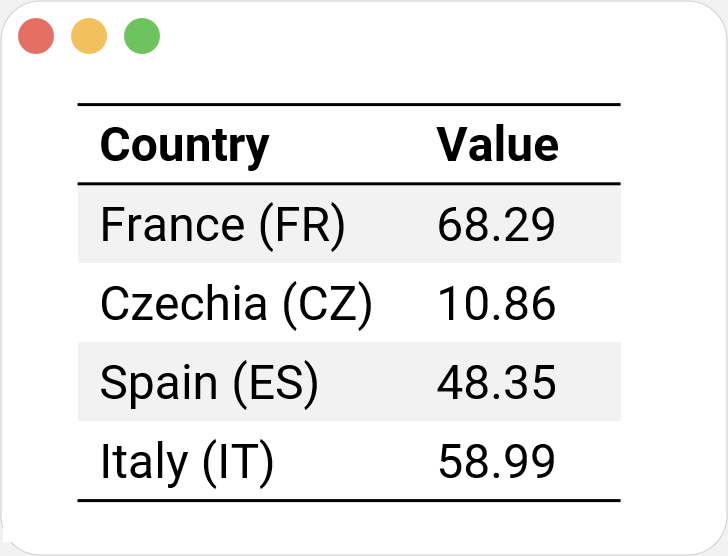 Country Value
France (FR) 68.29
Czechia (CZ) 10.86
Spain (ES) 48.35
Italy (IT) 58.99